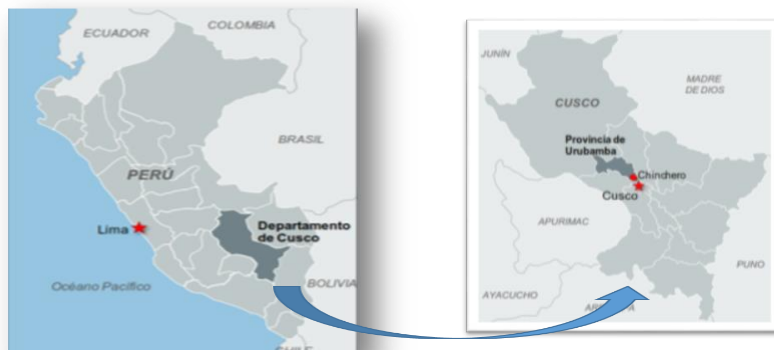 ECUADOR
COLOMBIA
BRASIL
PERÚ
Lima
Departamento
de Cusco
Océano Pacífico
BOLIVIA
CHILE
JUNÍN
MADRE
DE DIOS
CUSCO
Provincia de
Urubamba
Chinchero
Cusco
APURIMAC
PUNO
AYACUCHO